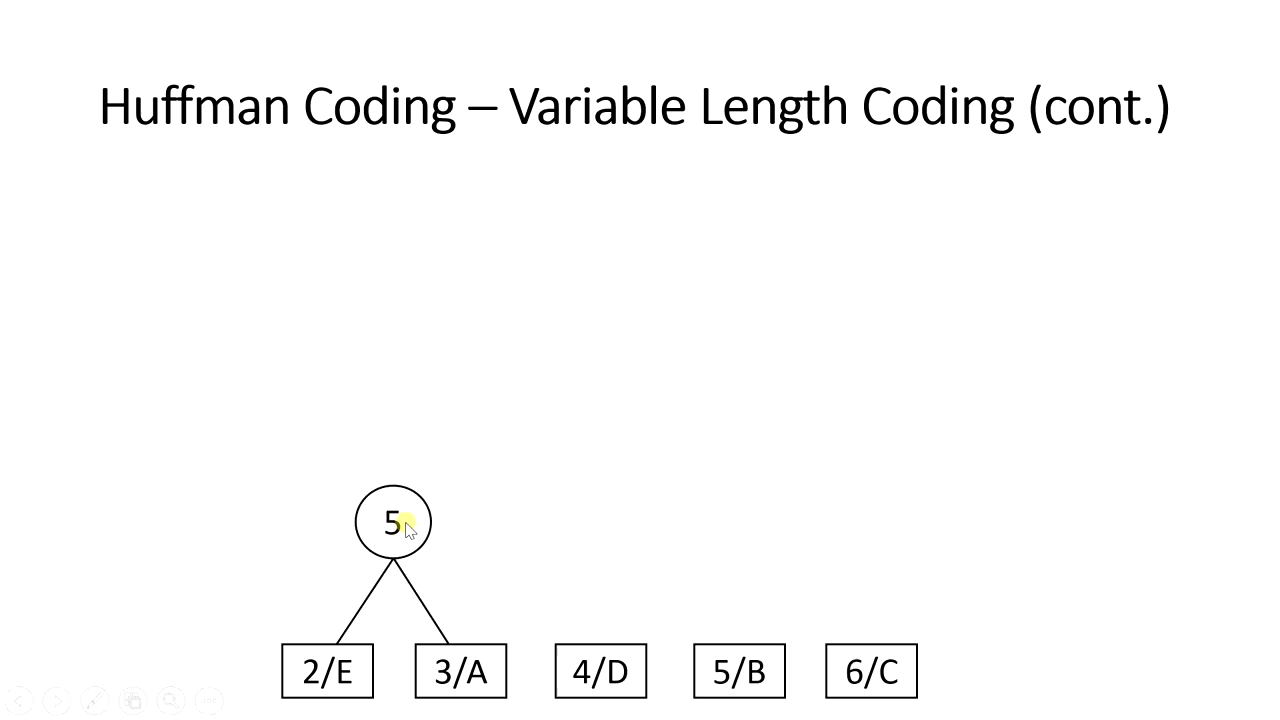 Huffman Coding – Variable Length Coding (cont.)
5
2/E 3/A 4/D 5/B 6/C